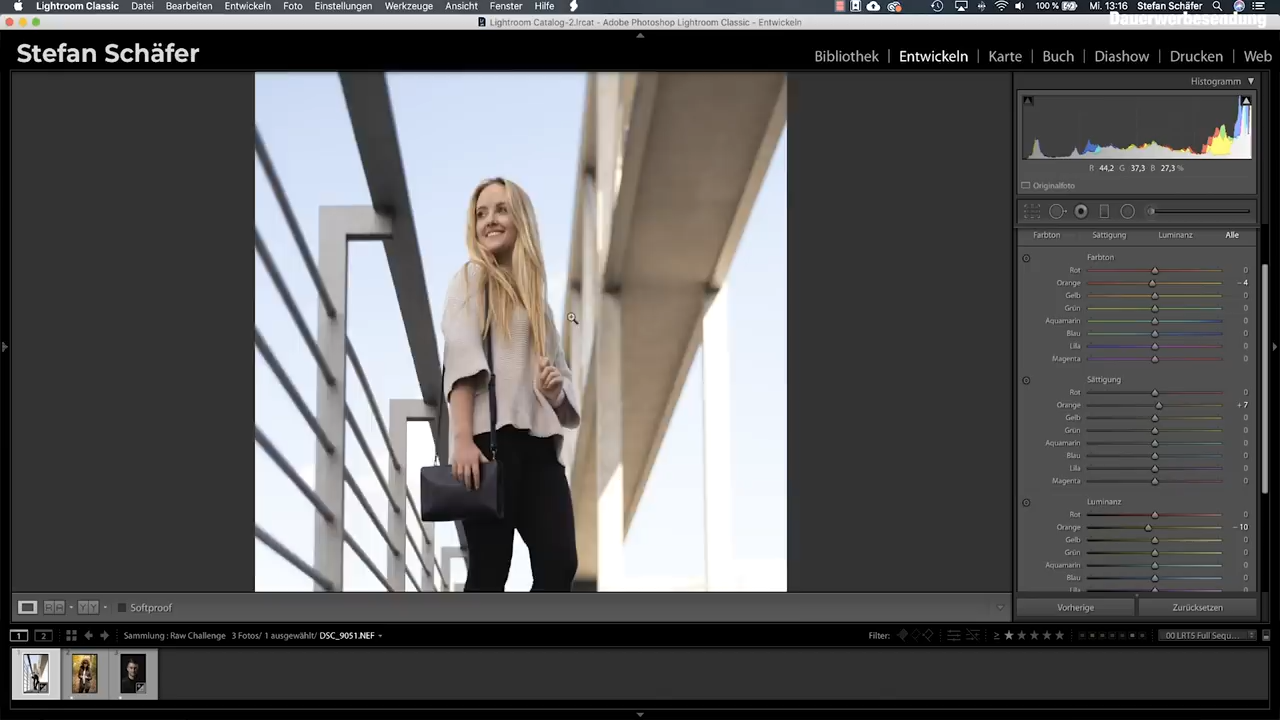 Lightroom Classic Datei Bearbeiten Entwickeln Foto Einstellungen Werkzeuge Ansicht Fenster Hilfe 100 % Mi. 13:16 Stefan Schäfer
Dauerwerbesendung
Lightroom Catalog-2.lrcat - Adobe Photoshop Lightroom Classic - Entwickeln
Stefan Schäfer
Bibliothek | Entwickeln | Karte | Buch | Diashow | Drucken | Web
Histogramm
R 44,2 G 37,3 B 27,3 %
Originalfoto
Farbton Sättigung Luminanz Alle
Farbton
Rot 0
Orange - 4
Gelb 0
Grün 0
Aquamarin 0
Blau 0
Lila 0
Magenta 0
Sättigung
Rot 0
Orange + 7
Gelb 0
Grün 0
Aquamarin 0
Blau 0
Lila 0
Magenta 0
Luminanz
Rot 0
Orange - 10
Gelb 0
Grün 0
Aquamarin 0
Blau 0
Lila 0
Softproof
Vorherige Zurücksetzen
1 2 Sammlung : Raw Challenge 3 Fotos/ 1 ausgewählt/ DSC_9051.NEF Filter: ≥ 00 LRT5 Full Sequ...